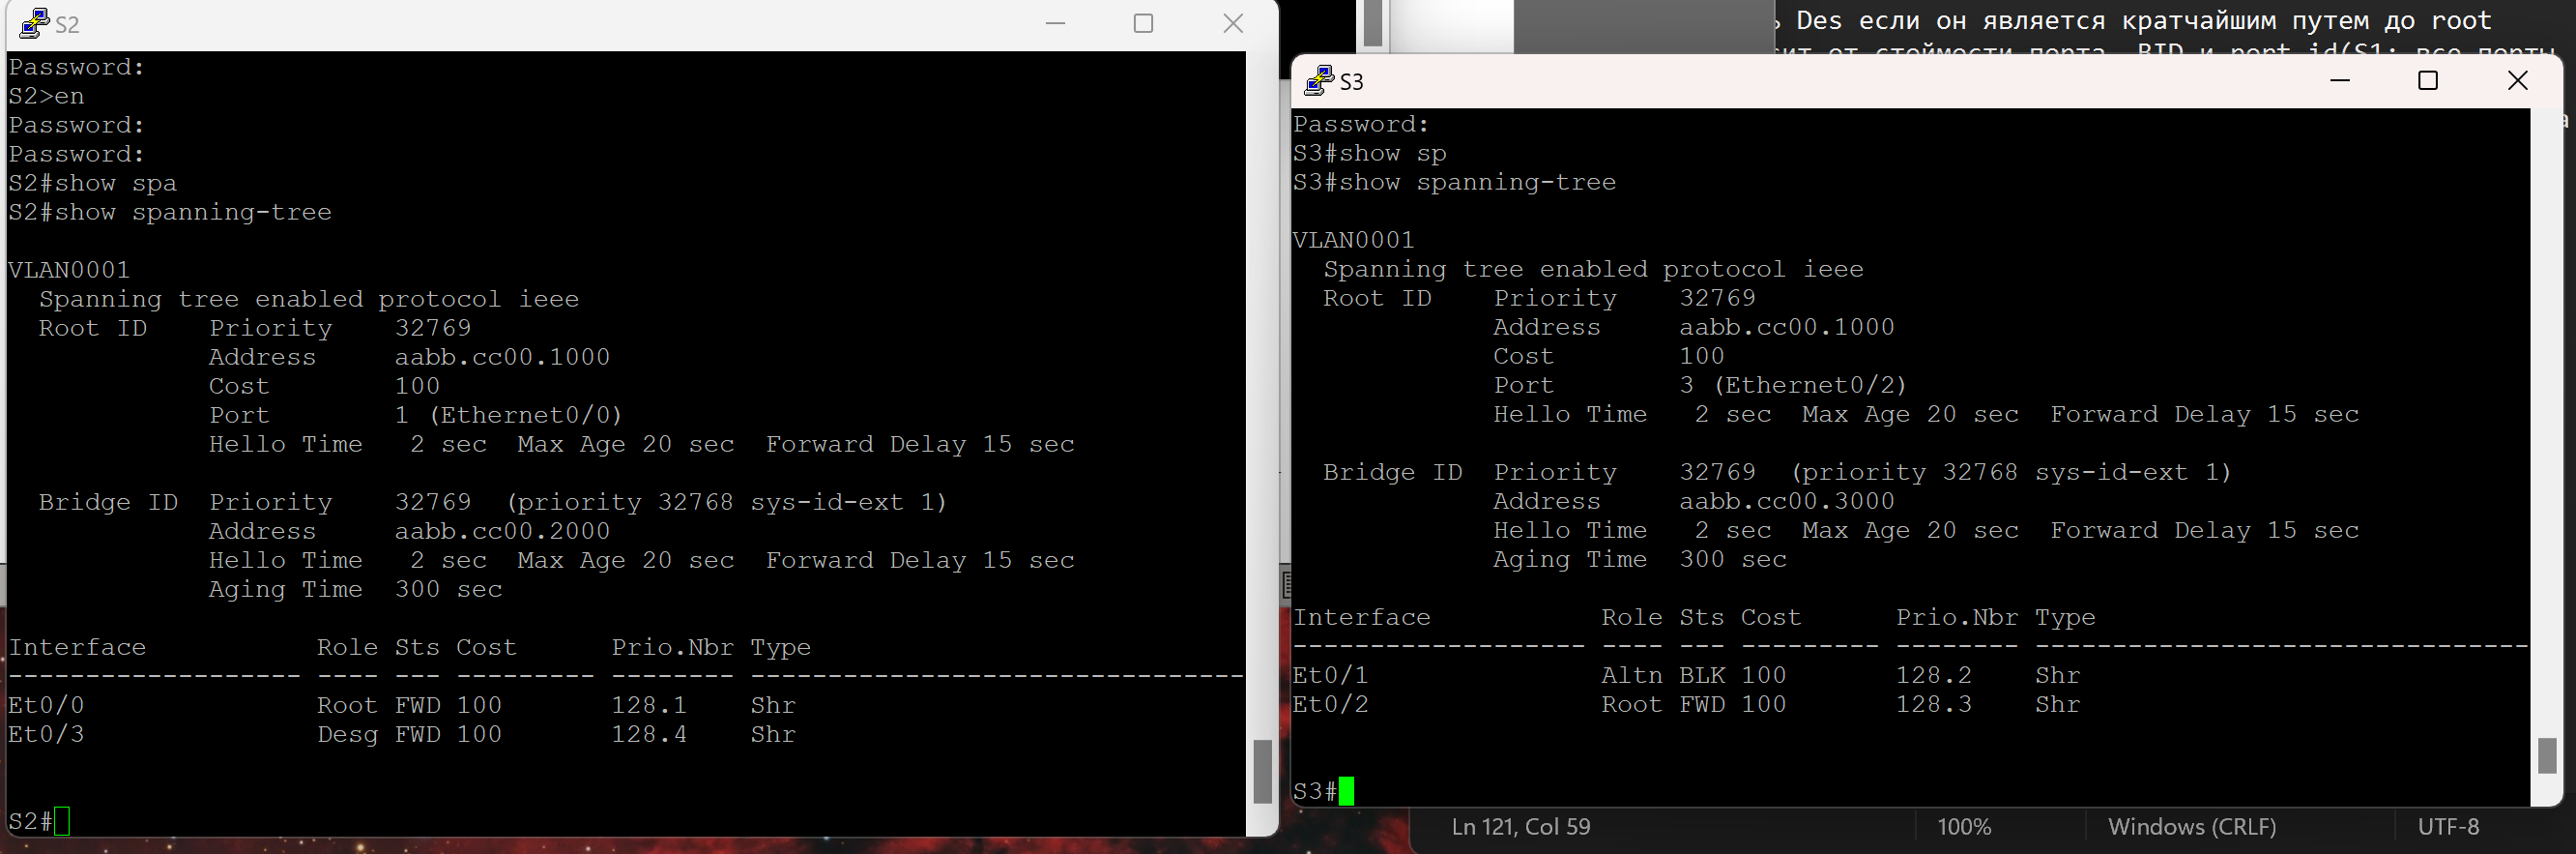 S2
Password:
S2>en
Password:
Password:
S2#show spa
S2#show spanning-tree

VLAN0001
  Spanning tree enabled protocol ieee
  Root ID    Priority    32769
             Address     aabb.cc00.1000
             Cost        100
             Port        1 (Ethernet0/0)
             Hello Time   2 sec  Max Age 20 sec  Forward Delay 15 sec

  Bridge ID  Priority    32769  (priority 32768 sys-id-ext 1)
             Address     aabb.cc00.2000
             Hello Time   2 sec  Max Age 20 sec  Forward Delay 15 sec
             Aging Time  300 sec

Interface           Role Sts Cost      Prio.Nbr Type
------------------- ---- --- --------- -------- --------------------------------
Et0/0               Root FWD 100       128.1    Shr
Et0/3               Desg FWD 100       128.4    Shr

S2#
Des если он является кратчайшим путем до root
от стоимости порта, BID и port id(S1: все порты
S3
Password:
S3#show sp
S3#show spanning-tree

VLAN0001
  Spanning tree enabled protocol ieee
  Root ID    Priority    32769
             Address     aabb.cc00.1000
             Cost        100
             Port        3 (Ethernet0/2)
             Hello Time   2 sec  Max Age 20 sec  Forward Delay 15 sec

  Bridge ID  Priority    32769  (priority 32768 sys-id-ext 1)
             Address     aabb.cc00.3000
             Hello Time   2 sec  Max Age 20 sec  Forward Delay 15 sec
             Aging Time  300 sec

Interface           Role Sts Cost      Prio.Nbr Type
------------------- ---- --- --------- -------- --------------------------------
Et0/1               Altn BLK 100       128.2    Shr
Et0/2               Root FWD 100       128.3    Shr

S3#
Ln 121, Col 59 100% Windows (CRLF) UTF-8